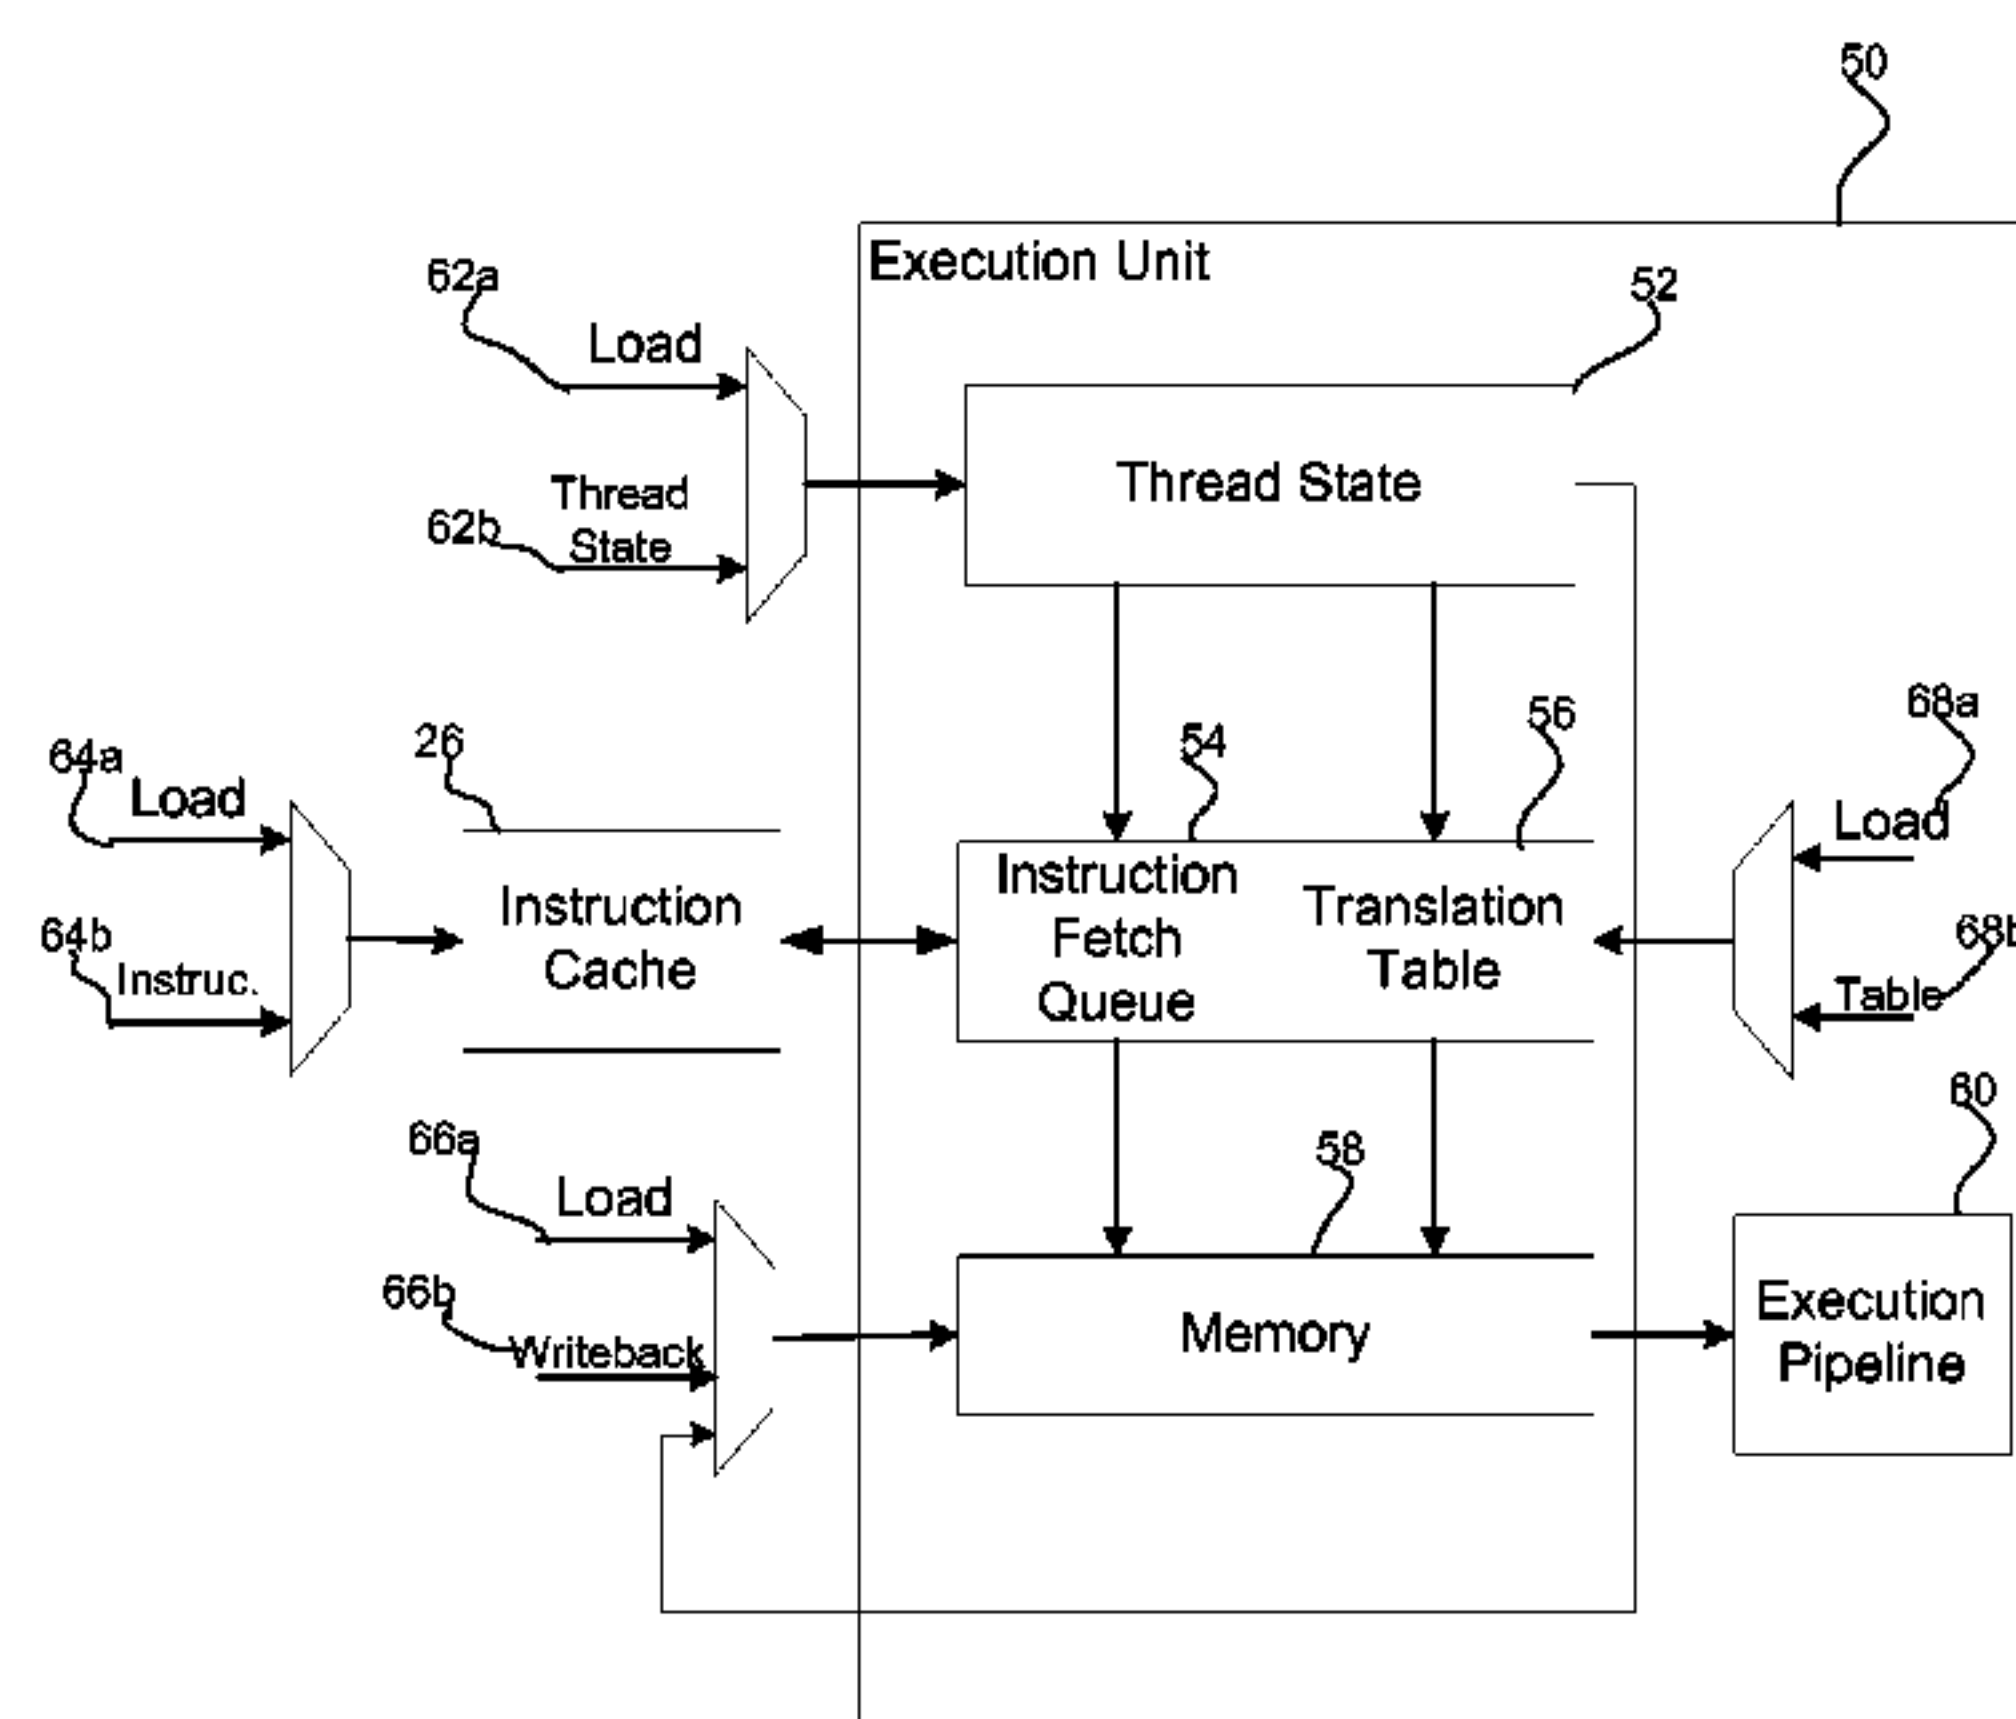 50
Execution Unit
62a
52
Load
Thread State
Thread
State
62b
68a
56
54
26
64a
Load
Load
Instruction
Fetch
Queue
Translation
Table
Instruction
Cache
64b
Instruc.
68b
Table
60
66a
58
Load
66b
Writeback
Memory
Execution
Pipeline